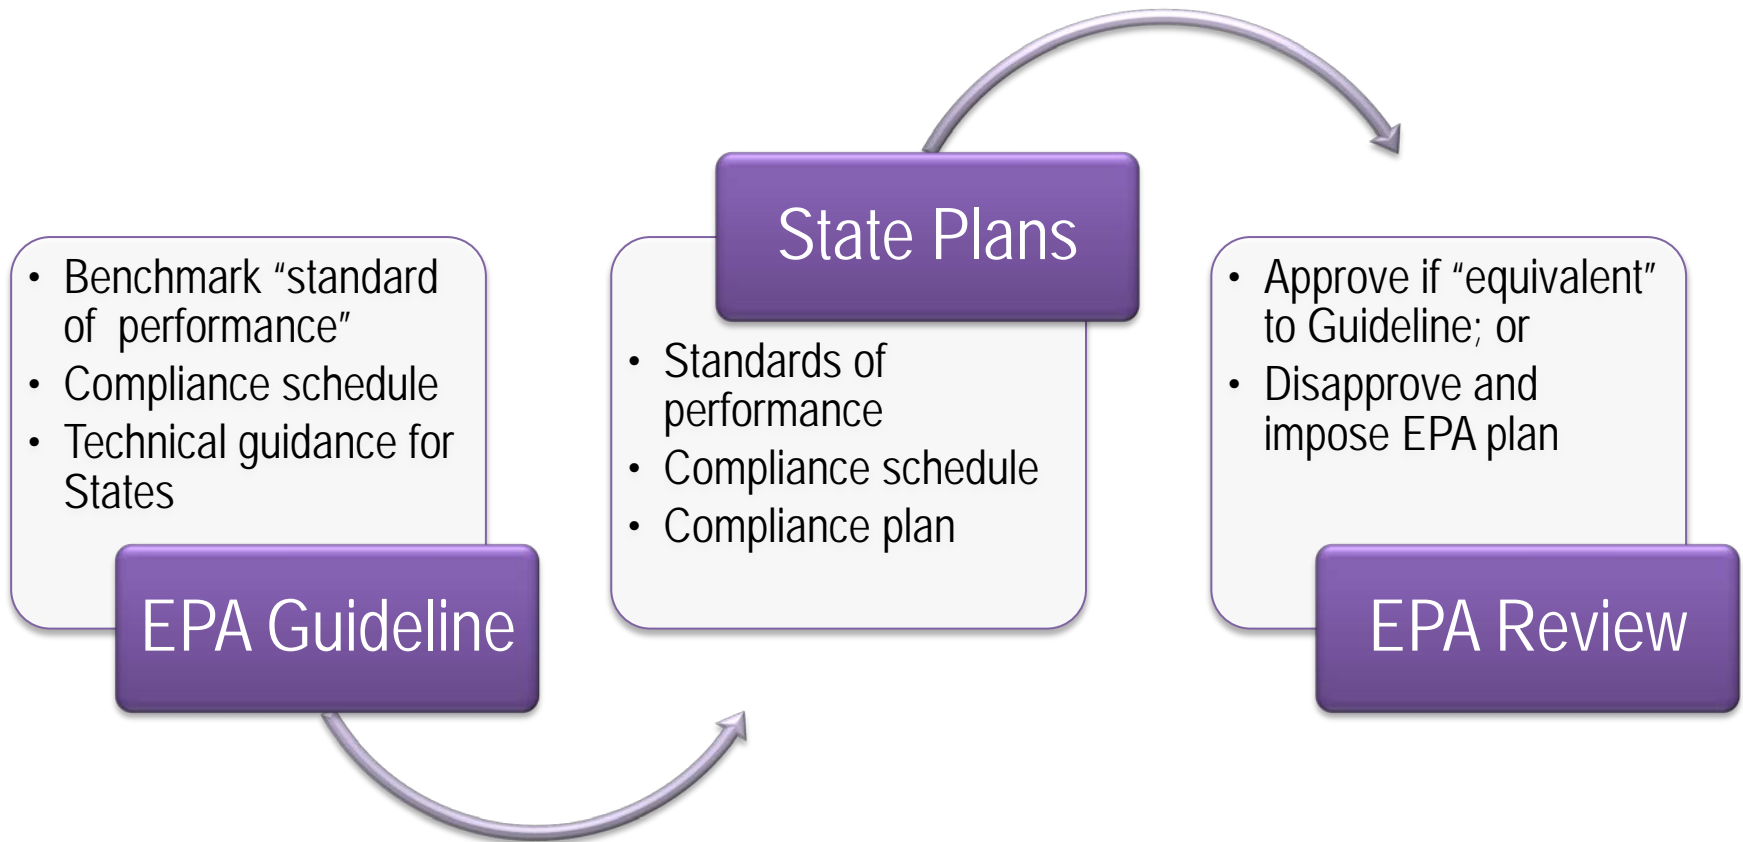 • Benchmark “standard
of  performance”
• Compliance schedule
• Technical guidance for
States
EPA Guideline
State Plans
• Standards of
performance
• Compliance schedule
• Compliance plan
• Approve if “equivalent”
to Guideline; or
• Disapprove and
impose EPA plan
EPA Review